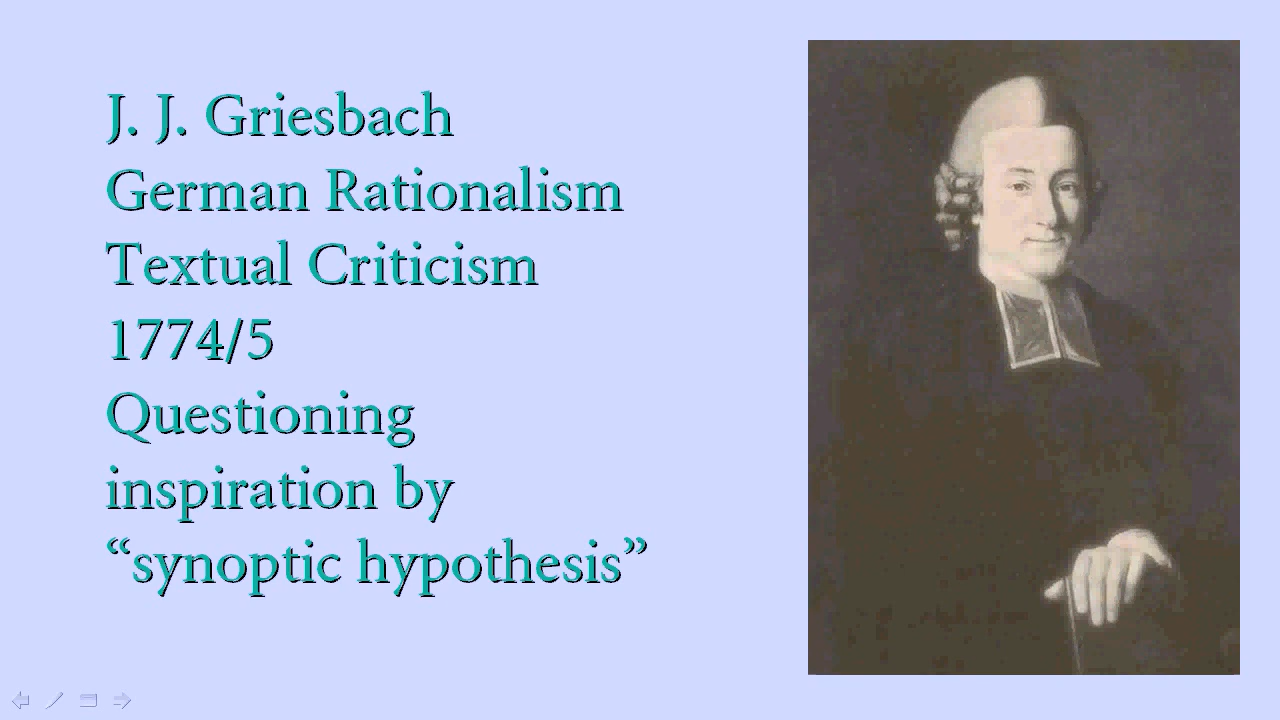 J. J. Griesbach
German Rationalism
Textual Criticism
1774/5
Questioning
inspiration by
“synoptic hypothesis”